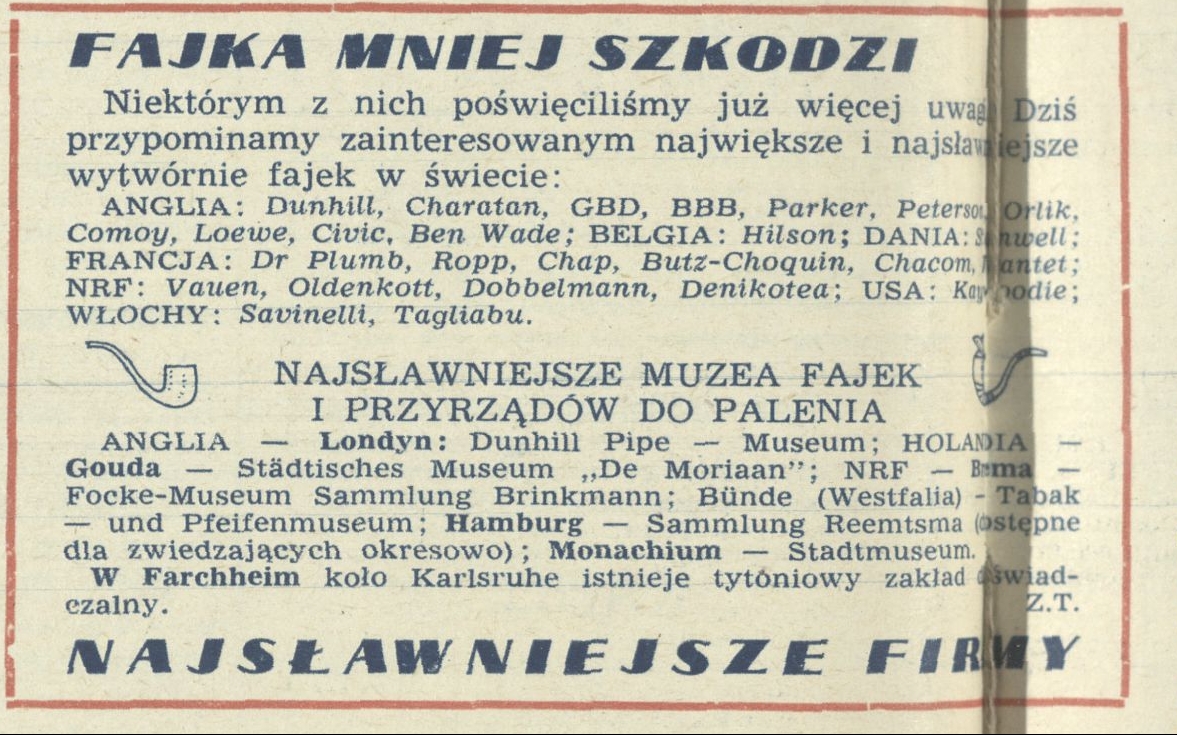 FAJKA MNIEJ SZKODZI
Niektórym z nich poświęciliśmy już więcej Dziś
przypominamy zainteresowanym największe i najsławniejsze
wytwórnie fajek w świecie:
ANGLIA: Dunhill, Charatan, GBD, BBB, Parker, Orlik,
Comoy, Loewe, Civic, Ben Wade; BELGIA: Hilson; DANIA:
FRANCJA: Dr Plumb, Ropp, Chap, Butz-Choquin, Chacom,
NRF: Vauen, Oldenkott, Dobbelmann, Denikotea; USA:
WŁOCHY: Savinelli, Tagliabu.
NAJSŁAWNIEJSZE MUZEA FAJEK
I PRZYRZĄDÓW DO PALENIA
ANGLIA — Londyn: Dunhill Pipe — Museum; HOLANDIA —
Gouda — Städtisches Museum „De Moriaan”; NRF — Brema —
Focke-Museum Sammlung Brinkmann; Bünde (Westfalia) - Tabak
— und Pfeifenmuseum; Hamburg — Sammlung Reemtsma (dostępne
dla zwiedzających okresowo); Monachium — Stadtmuseum.
W Farchheim koło Karlsruhe istnieje tytoniowy zakład doświad-
czalny. Z.T.
NAJSŁAWNIEJSZE FIRMY